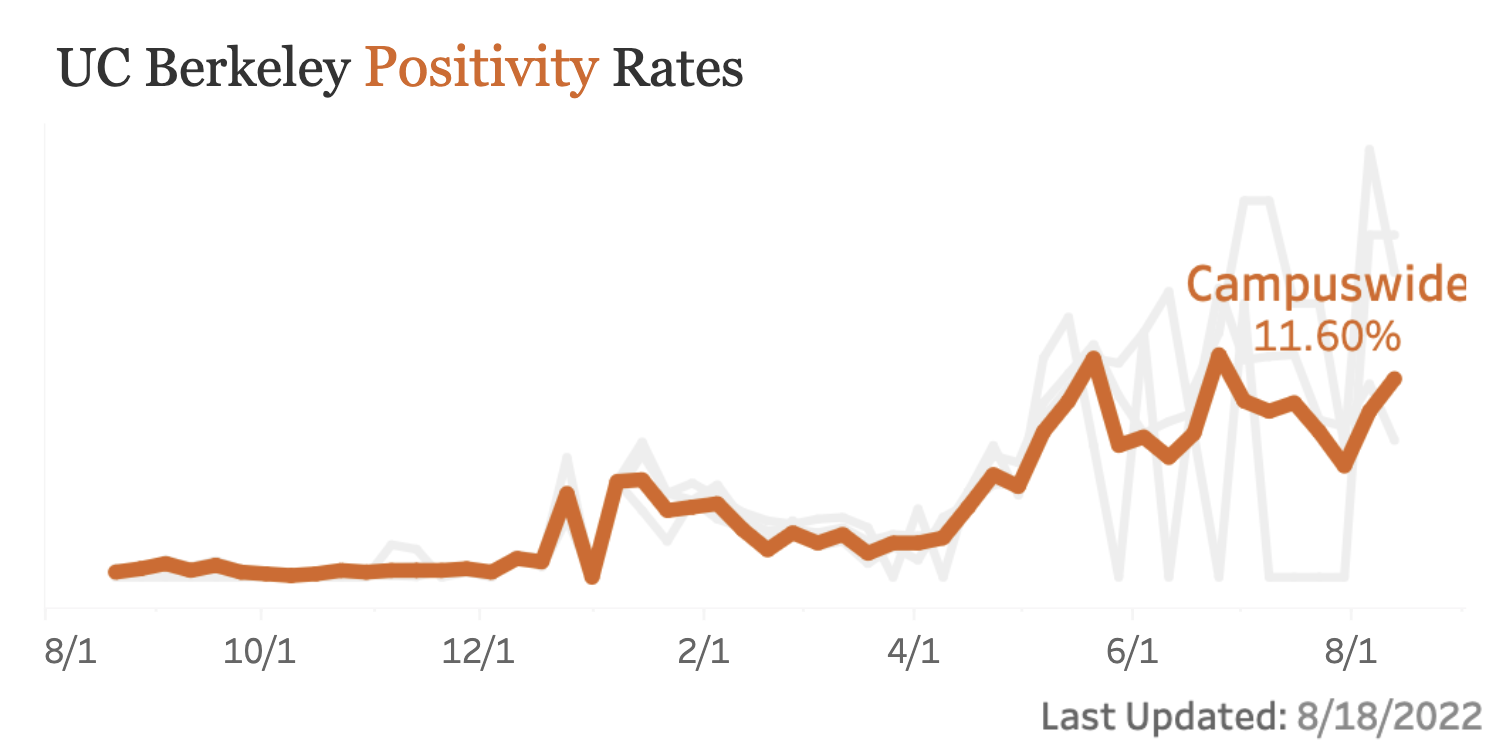 UC Berkeley Positivity Rates
Campuswide
11.60%
8/1 10/1 12/1 2/1 4/1 6/1 8/1
Last Updated: 8/18/2022